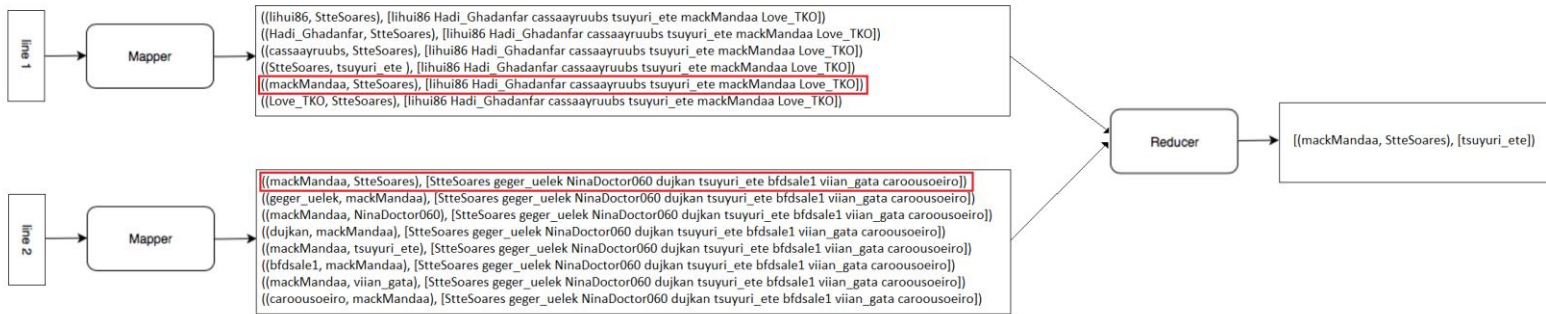 line 1
Mapper
((lihui86, StteSoares), [lihui86 Hadi_Ghadanfar cassaayruubs tsuyuri_ete mackMandaa Love_TKO])
((Hadi_Ghadanfar, StteSoares), [lihui86 Hadi_Ghadanfar cassaayruubs tsuyuri_ete mackMandaa Love_TKO])
((cassaayruubs, StteSoares), [lihui86 Hadi_Ghadanfar cassaayruubs tsuyuri_ete mackMandaa Love_TKO])
((StteSoares, tsuyuri_ete ), [lihui86 Hadi_Ghadanfar cassaayruubs tsuyuri_ete mackMandaa Love_TKO])
((mackMandaa, StteSoares), [lihui86 Hadi_Ghadanfar cassaayruubs tsuyuri_ete mackMandaa Love_TKO])
((Love_TKO, StteSoares), [lihui86 Hadi_Ghadanfar cassaayruubs tsuyuri_ete mackMandaa Love_TKO])
line 2
Mapper
((mackMandaa, StteSoares), [StteSoares geger_uelek NinaDoctor060 dujkan tsuyuri_ete bfdsale1 viian_gata caroousoeiro])
((geger_uelek, mackMandaa), [StteSoares geger_uelek NinaDoctor060 dujkan tsuyuri_ete bfdsale1 viian_gata caroousoeiro])
((mackMandaa, NinaDoctor060), [StteSoares geger_uelek NinaDoctor060 dujkan tsuyuri_ete bfdsale1 viian_gata caroousoeiro])
((dujkan, mackMandaa), [StteSoares geger_uelek NinaDoctor060 dujkan tsuyuri_ete bfdsale1 viian_gata caroousoeiro])
((mackMandaa, tsuyuri_ete), [StteSoares geger_uelek NinaDoctor060 dujkan tsuyuri_ete bfdsale1 viian_gata caroousoeiro])
((bfdsale1, mackMandaa), [StteSoares geger_uelek NinaDoctor060 dujkan tsuyuri_ete bfdsale1 viian_gata caroousoeiro])
((mackMandaa, viian_gata), [StteSoares geger_uelek NinaDoctor060 dujkan tsuyuri_ete bfdsale1 viian_gata caroousoeiro])
((caroousoeiro, mackMandaa), [StteSoares geger_uelek NinaDoctor060 dujkan tsuyuri_ete bfdsale1 viian_gata caroousoeiro])
Reducer
[(mackMandaa, StteSoares), [tsuyuri_ete])